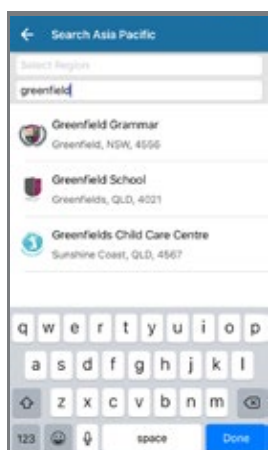 Search Asia Pacific
Select Region
greenfield
Greenfield Grammar
Greenfield, NSW, 4556
Greenfield School
Greenfields, QLD, 4021
Greenfields Child Care Centre
Sunshine Coast, QLD, 4567
q w e r t y u i o p
a s d f g h j k l
z x c v b n m
123 space Done